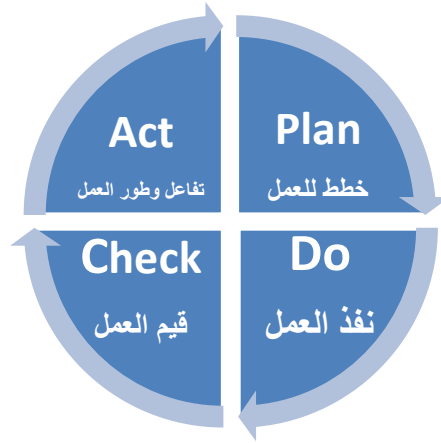 Plan
خطط للعمل
Do
نفذ العمل
Check
قيم العمل
Act
تفاعل وطور العمل